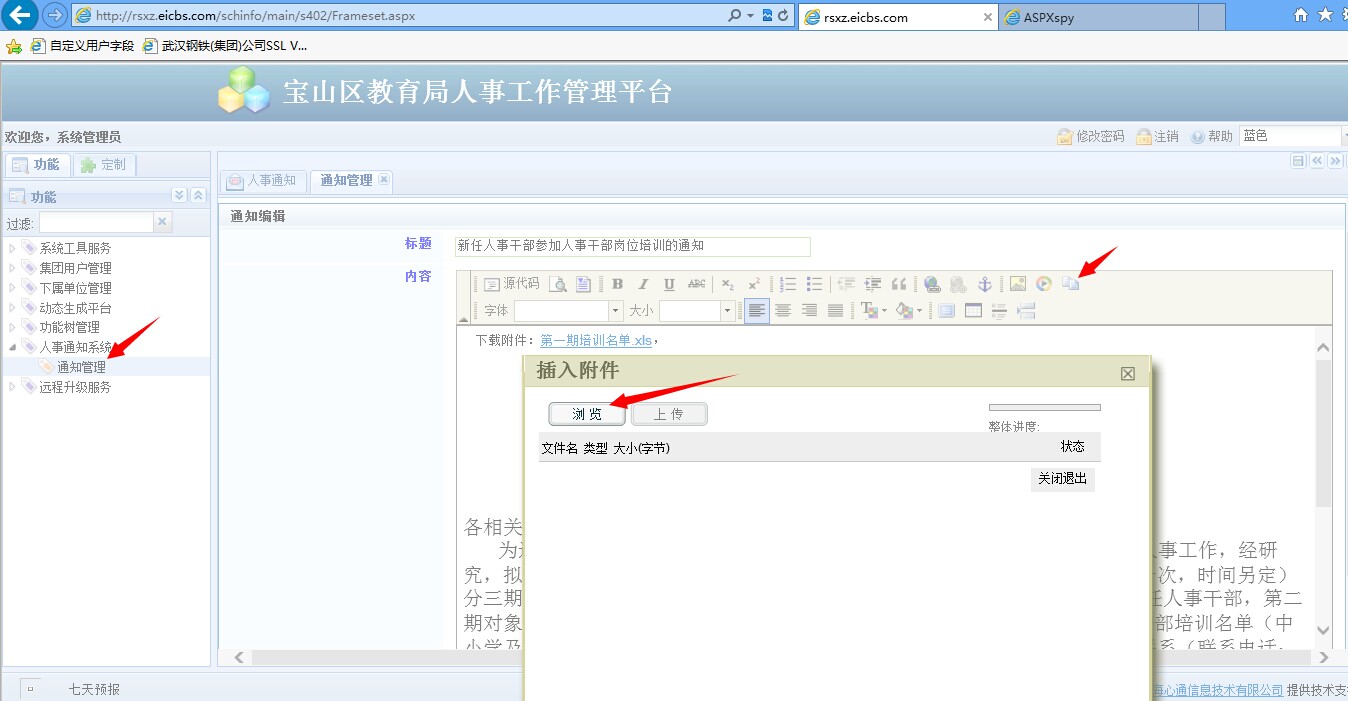 http://rsxz.eicbs.com/schinfo/main/s402/Frameset.aspx
rsxz.eicbs.com
ASPXspy
自定义用户字段 武汉钢铁(集团)公司SSL V...
宝山区教育局人事工作管理平台
欢迎您，系统管理员
修改密码 注销 帮助 蓝色
功能 定制
人事通知 通知管理
功能
通知编辑
过滤:
标题 新任人事干部参加人事干部岗位培训的通知
系统工具服务
集团用户管理
下属单位管理
动态生成平台
功能树管理
人事通知系统
通知管理
远程升级服务
内容
源代码 B I U ABC x₂ x²
字体 大小
下载附件：第一期培训名单.xls，
插入附件
浏 览 上 传
整体进度:
文件名 类型 大小(字节) 状态
关闭退出
各相关
为 事工作，经研
究，拟 次，时间另定）
分三期 任人事干部，第二
期对象 部培训名单（中
小学及 系（联系电话：
七天预报
海心通信息技术有限公司 提供技术支